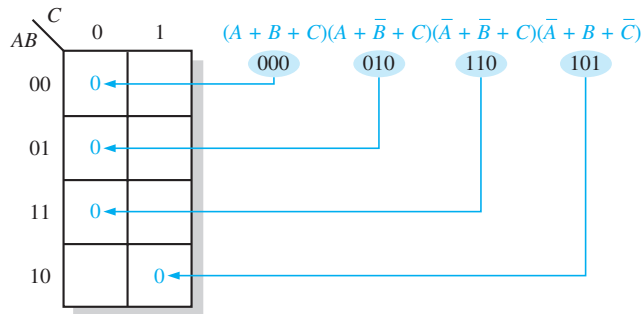 C
AB 0 1 (A + B + C)(A + B̅ + C)(A̅ + B̅ + C)(A̅ + B + C̅)
000 010 110 101
00 0
01 0
11 0
10 0